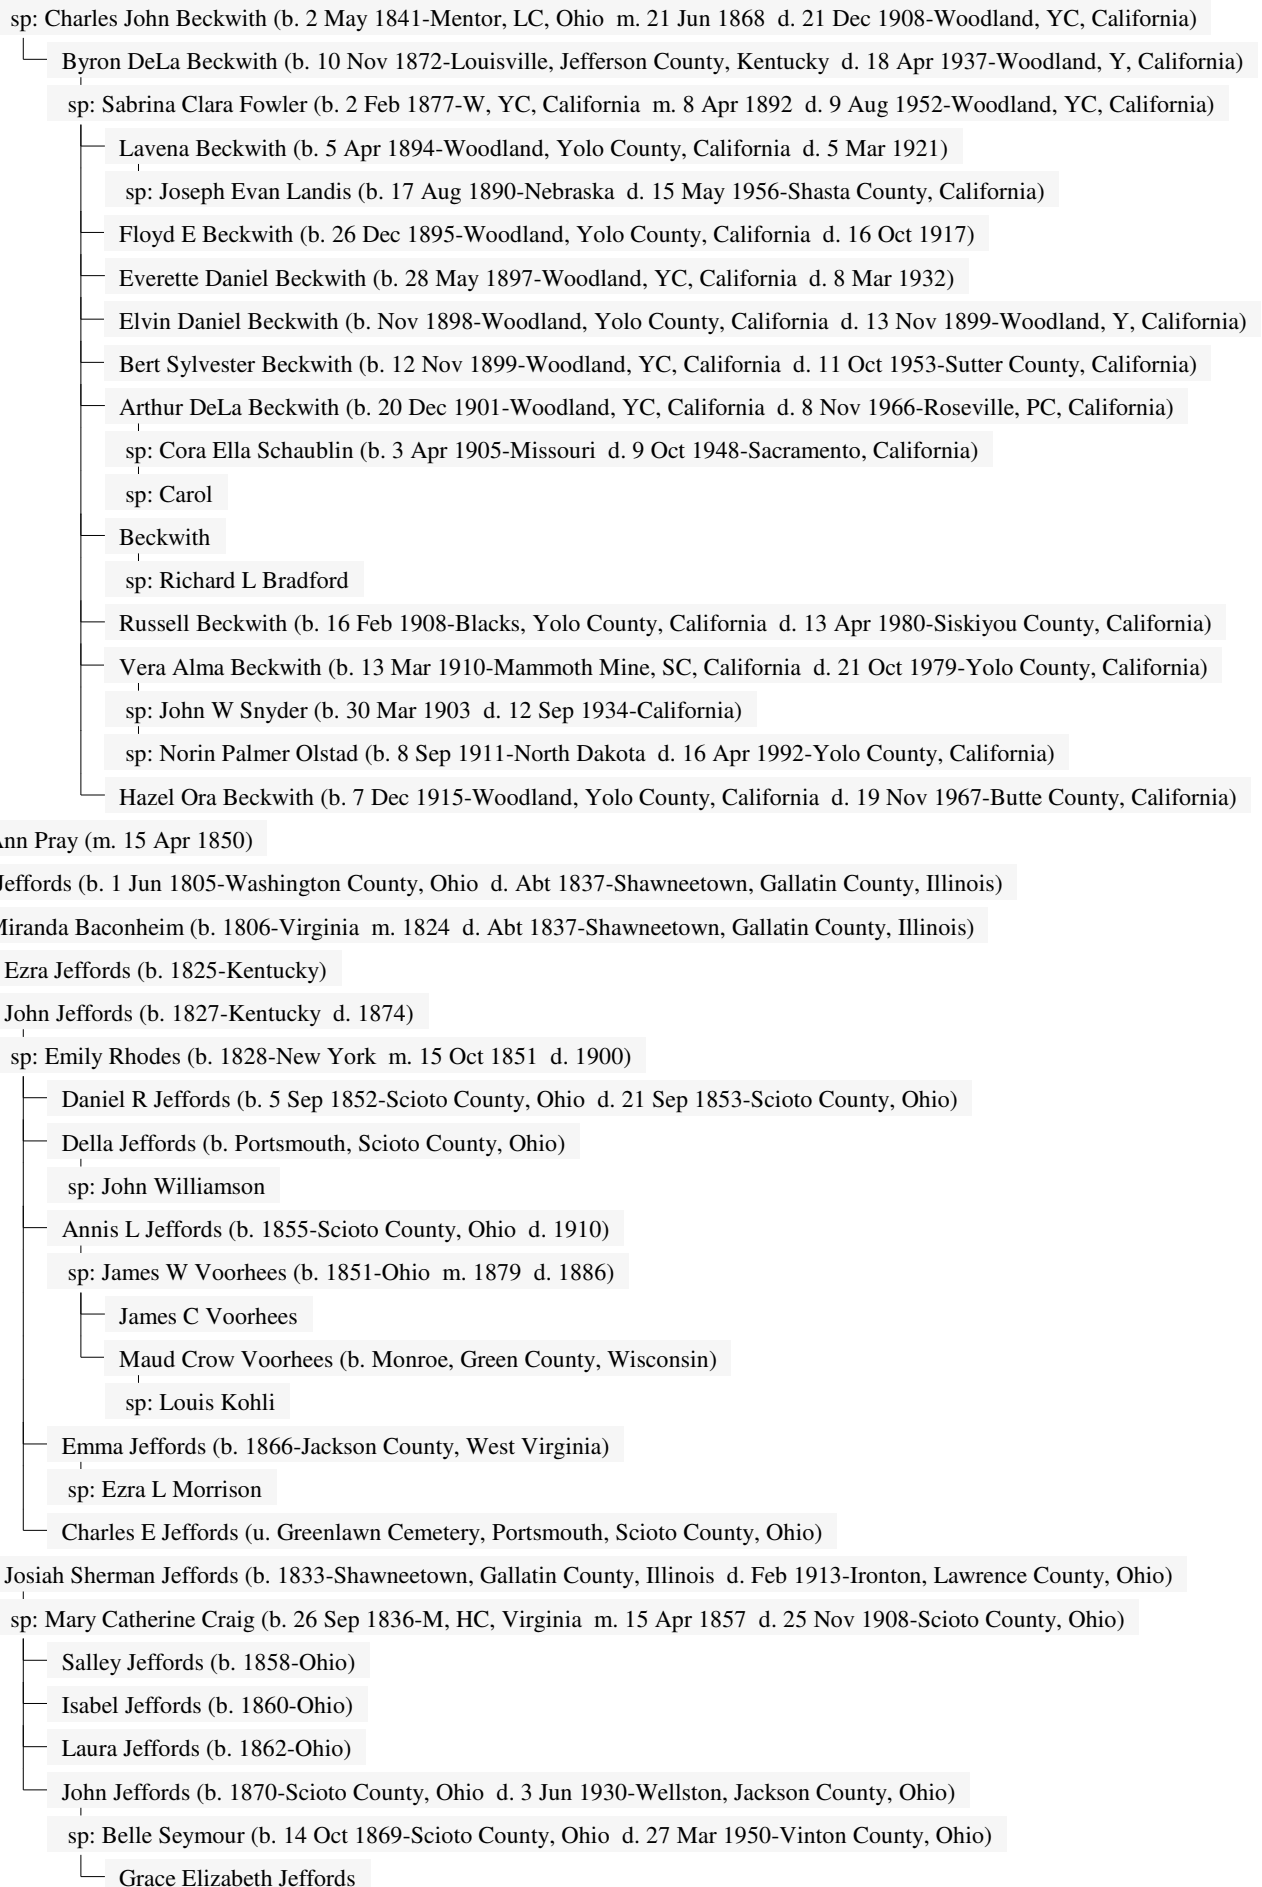 sp: Charles John Beckwith (b. 2 May 1841-Mentor, LC, Ohio m. 21 Jun 1868 d. 21 Dec 1908-Woodland, YC, California)
Byron DeLa Beckwith (b. 10 Nov 1872-Louisville, Jefferson County, Kentucky d. 18 Apr 1937-Woodland, Y, California)
sp: Sabrina Clara Fowler (b. 2 Feb 1877-W, YC, California m. 8 Apr 1892 d. 9 Aug 1952-Woodland, YC, California)
Lavena Beckwith (b. 5 Apr 1894-Woodland, Yolo County, California d. 5 Mar 1921)
sp: Joseph Evan Landis (b. 17 Aug 1890-Nebraska d. 15 May 1956-Shasta County, California)
Floyd E Beckwith (b. 26 Dec 1895-Woodland, Yolo County, California d. 16 Oct 1917)
Everette Daniel Beckwith (b. 28 May 1897-Woodland, YC, California d. 8 Mar 1932)
Elvin Daniel Beckwith (b. Nov 1898-Woodland, Yolo County, California d. 13 Nov 1899-Woodland, Y, California)
Bert Sylvester Beckwith (b. 12 Nov 1899-Woodland, YC, California d. 11 Oct 1953-Sutter County, California)
Arthur DeLa Beckwith (b. 20 Dec 1901-Woodland, YC, California d. 8 Nov 1966-Roseville, PC, California)
sp: Cora Ella Schaublin (b. 3 Apr 1905-Missouri d. 9 Oct 1948-Sacramento, California)
sp: Carol
Beckwith
sp: Richard L Bradford
Russell Beckwith (b. 16 Feb 1908-Blacks, Yolo County, California d. 13 Apr 1980-Siskiyou County, California)
Vera Alma Beckwith (b. 13 Mar 1910-Mammoth Mine, SC, California d. 21 Oct 1979-Yolo County, California)
sp: John W Snyder (b. 30 Mar 1903 d. 12 Sep 1934-California)
sp: Norin Palmer Olstad (b. 8 Sep 1911-North Dakota d. 16 Apr 1992-Yolo County, California)
Hazel Ora Beckwith (b. 7 Dec 1915-Woodland, Yolo County, California d. 19 Nov 1967-Butte County, California)
Ann Pray (m. 15 Apr 1850)
Jeffords (b. 1 Jun 1805-Washington County, Ohio d. Abt 1837-Shawneetown, Gallatin County, Illinois)
Miranda Baconheim (b. 1806-Virginia m. 1824 d. Abt 1837-Shawneetown, Gallatin County, Illinois)
Ezra Jeffords (b. 1825-Kentucky)
John Jeffords (b. 1827-Kentucky d. 1874)
sp: Emily Rhodes (b. 1828-New York m. 15 Oct 1851 d. 1900)
Daniel R Jeffords (b. 5 Sep 1852-Scioto County, Ohio d. 21 Sep 1853-Scioto County, Ohio)
Della Jeffords (b. Portsmouth, Scioto County, Ohio)
sp: John Williamson
Annis L Jeffords (b. 1855-Scioto County, Ohio d. 1910)
sp: James W Voorhees (b. 1851-Ohio m. 1879 d. 1886)
James C Voorhees
Maud Crow Voorhees (b. Monroe, Green County, Wisconsin)
sp: Louis Kohli
Emma Jeffords (b. 1866-Jackson County, West Virginia)
sp: Ezra L Morrison
Charles E Jeffords (u. Greenlawn Cemetery, Portsmouth, Scioto County, Ohio)
Josiah Sherman Jeffords (b. 1833-Shawneetown, Gallatin County, Illinois d. Feb 1913-Ironton, Lawrence County, Ohio)
sp: Mary Catherine Craig (b. 26 Sep 1836-M, HC, Virginia m. 15 Apr 1857 d. 25 Nov 1908-Scioto County, Ohio)
Salley Jeffords (b. 1858-Ohio)
Isabel Jeffords (b. 1860-Ohio)
Laura Jeffords (b. 1862-Ohio)
John Jeffords (b. 1870-Scioto County, Ohio d. 3 Jun 1930-Wellston, Jackson County, Ohio)
sp: Belle Seymour (b. 14 Oct 1869-Scioto County, Ohio d. 27 Mar 1950-Vinton County, Ohio)
Grace Elizabeth Jeffords